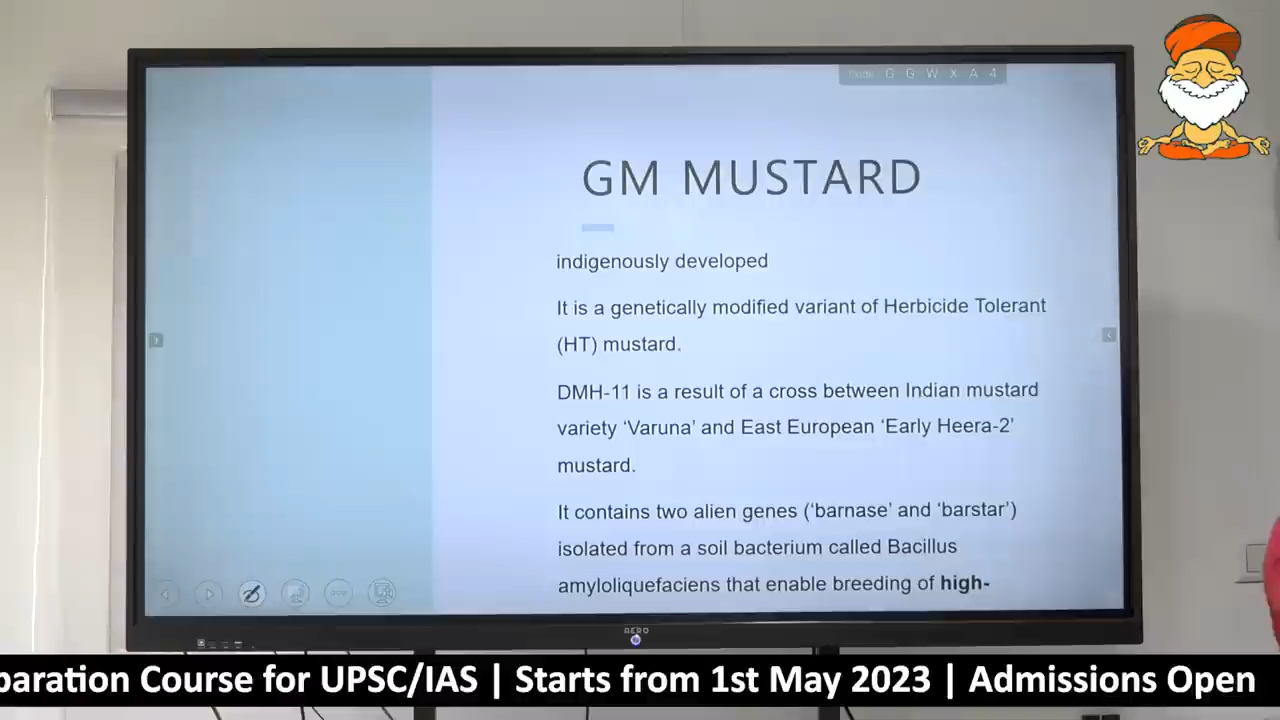 G G W X A 4
GM MUSTARD
indigenously developed
It is a genetically modified variant of Herbicide Tolerant
(HT) mustard.
DMH-11 is a result of a cross between Indian mustard
variety ‘Varuna’ and East European ‘Early Heera-2’
mustard.
It contains two alien genes (‘barnase’ and ‘barstar’)
isolated from a soil bacterium called Bacillus
amyloliquefaciens that enable breeding of high-
paration Course for UPSC/IAS | Starts from 1st May 2023 | Admissions Open